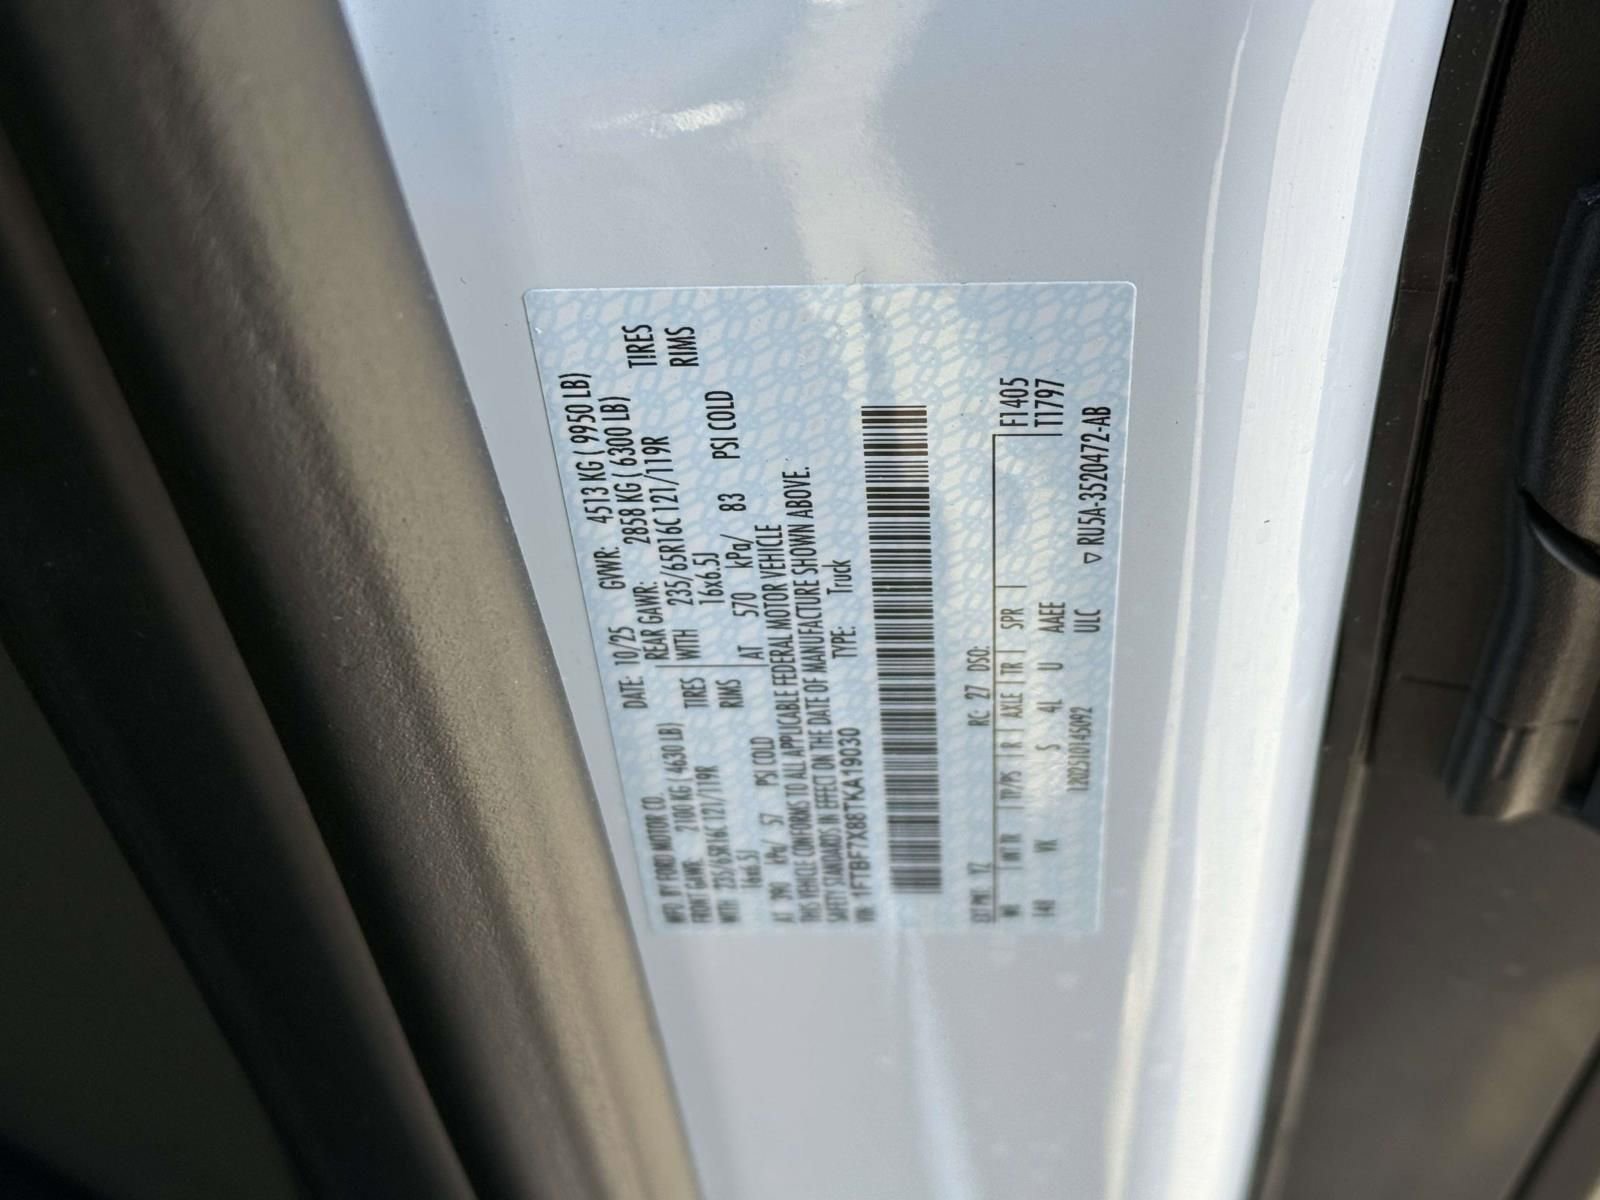 MFD. BY FORD MOTOR CO.
DATE: 10/25 GVWR: 4513 KG ( 9950 LB)
FRONT GAWR: 2100 KG ( 4630 LB) REAR GAWR: 2858 KG ( 6300 LB)
WITH 235/65R16C 121/119R TIRES WITH 235/65R16C 121/119R TIRES
16x6.5J RIMS 16x6.5J RIMS
AT 390 kPa/ 57 PSI COLD AT 570 kPa/ 83 PSI COLD
THIS VEHICLE CONFORMS TO ALL APPLICABLE FEDERAL MOTOR VEHICLE
SAFETY STANDARDS IN EFFECT ON THE DATE OF MANUFACTURE SHOWN ABOVE.
VIN: 1FTBF7X88TKA19030 TYPE: Truck
EXT PNT: YZ RC: 27 DSO:
WB INT TR TP/PS R AXLE TR SPR F1405
148 VK S 4L U AAEE T1797
120251014S092 ULC ▽ RU5A-3520472-AB